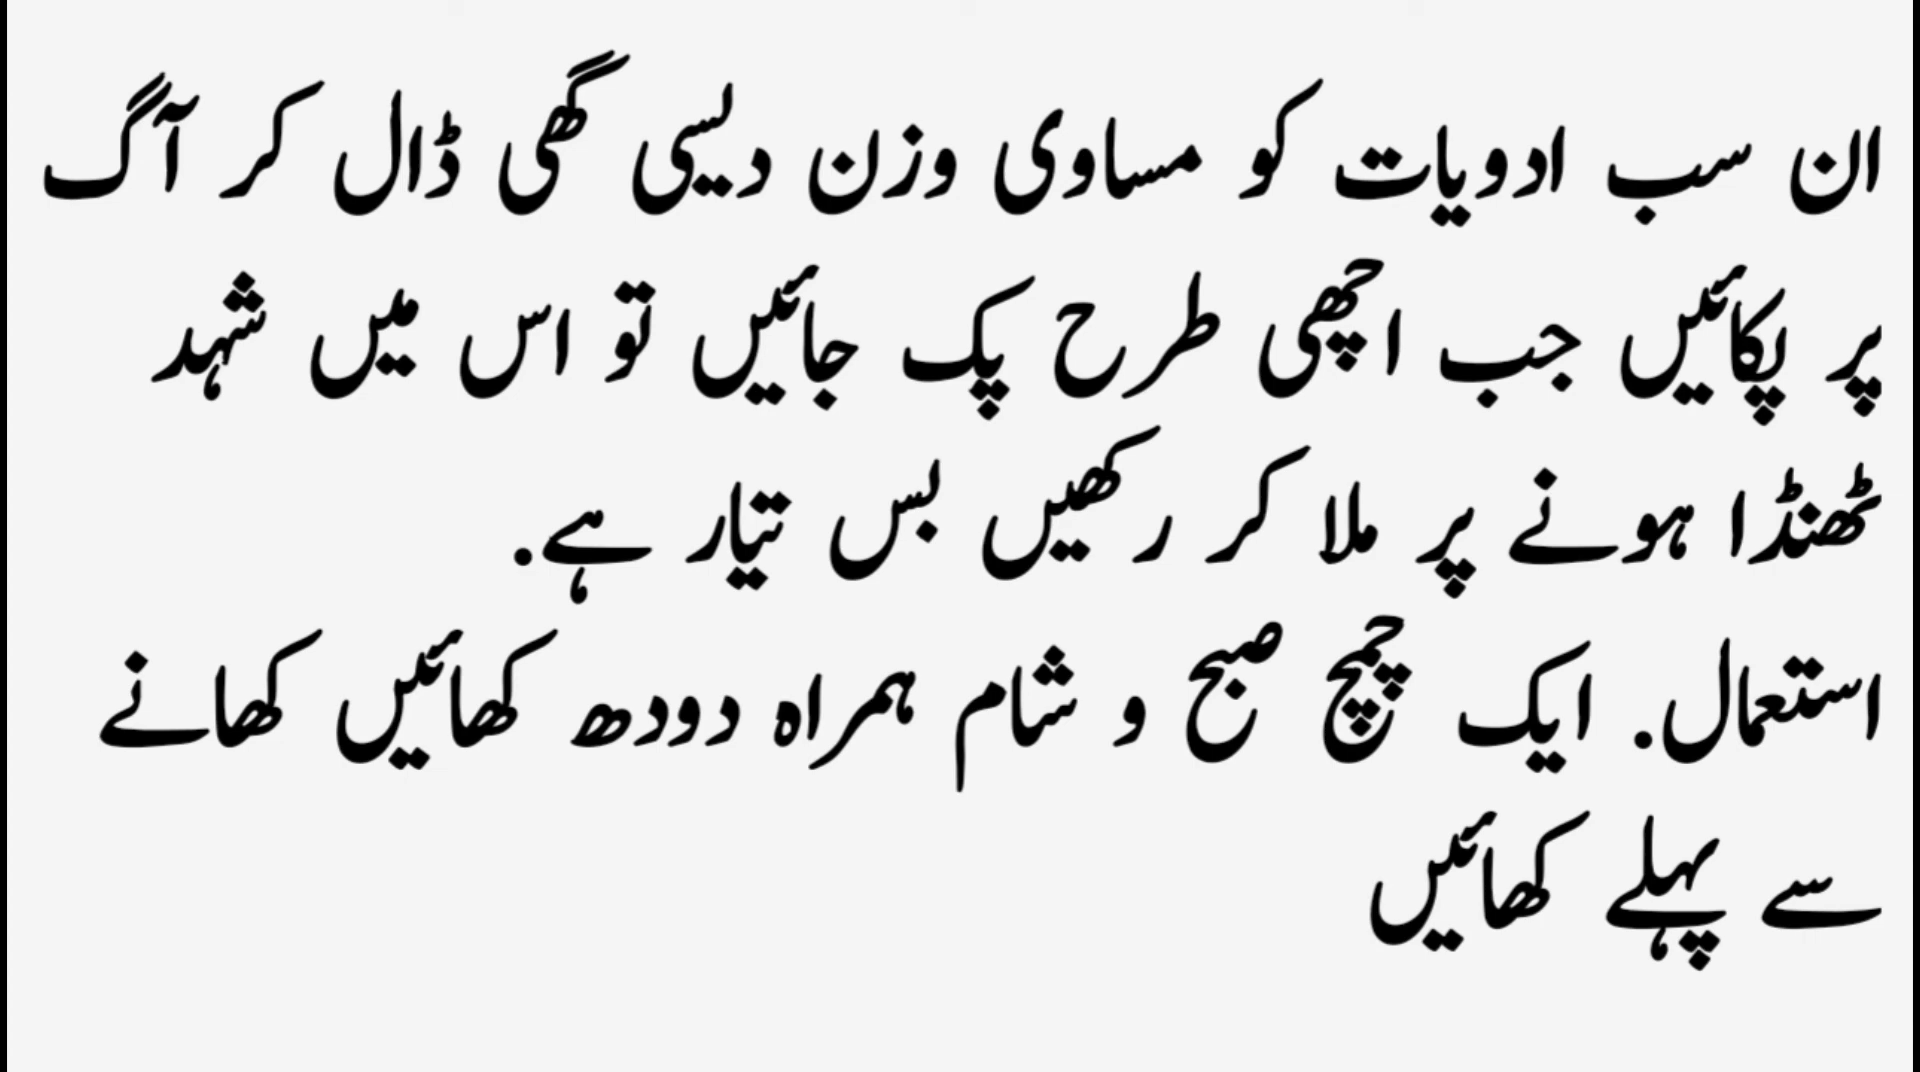 ان سب ادویات کو مساوی وزن دیسی گھی ڈال کر آگ
پر پکائیں جب اچھی طرح پک جائیں تو اس میں شہد
ٹھنڈا ہونے پر ملا کر رکھیں بس تیار ہے.
استعمال. ایک چمچ صبح و شام ہمراہ دودھ کھائیں کھانے
سے پہلے کھائیں